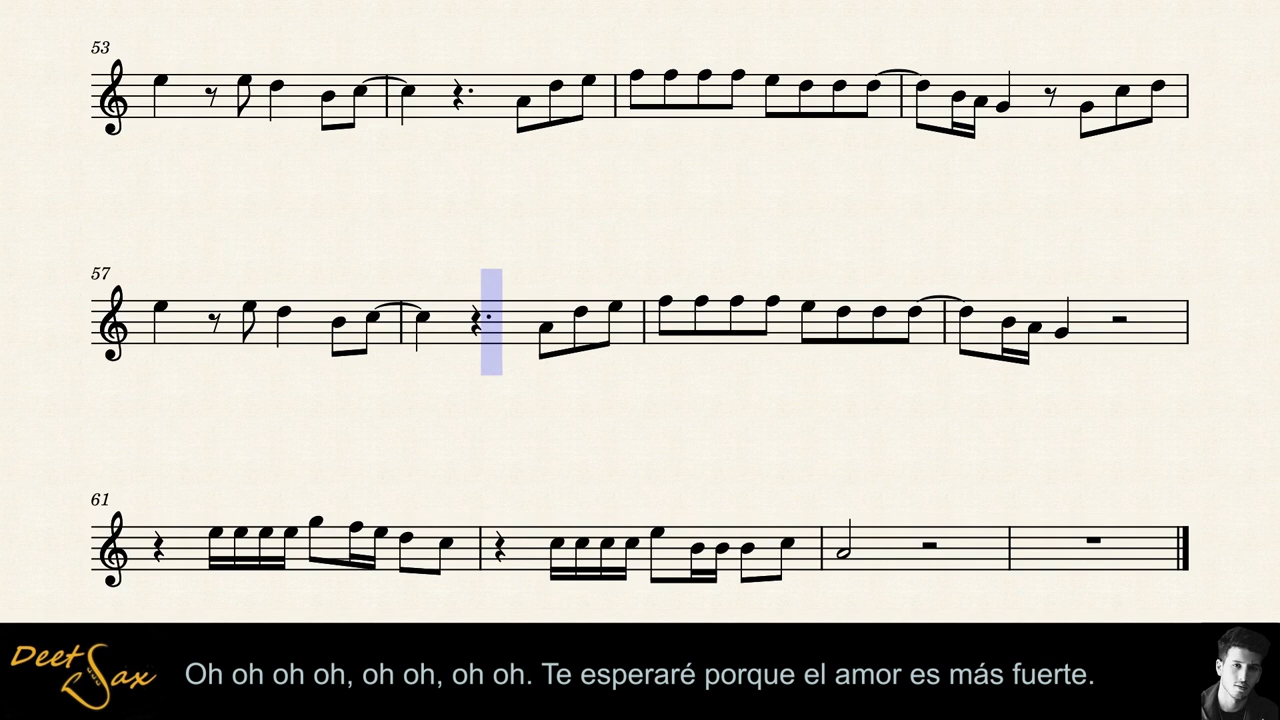 53
57
61
Deet Sax
Oh oh oh oh, oh oh, oh oh. Te esperaré porque el amor es más fuerte.